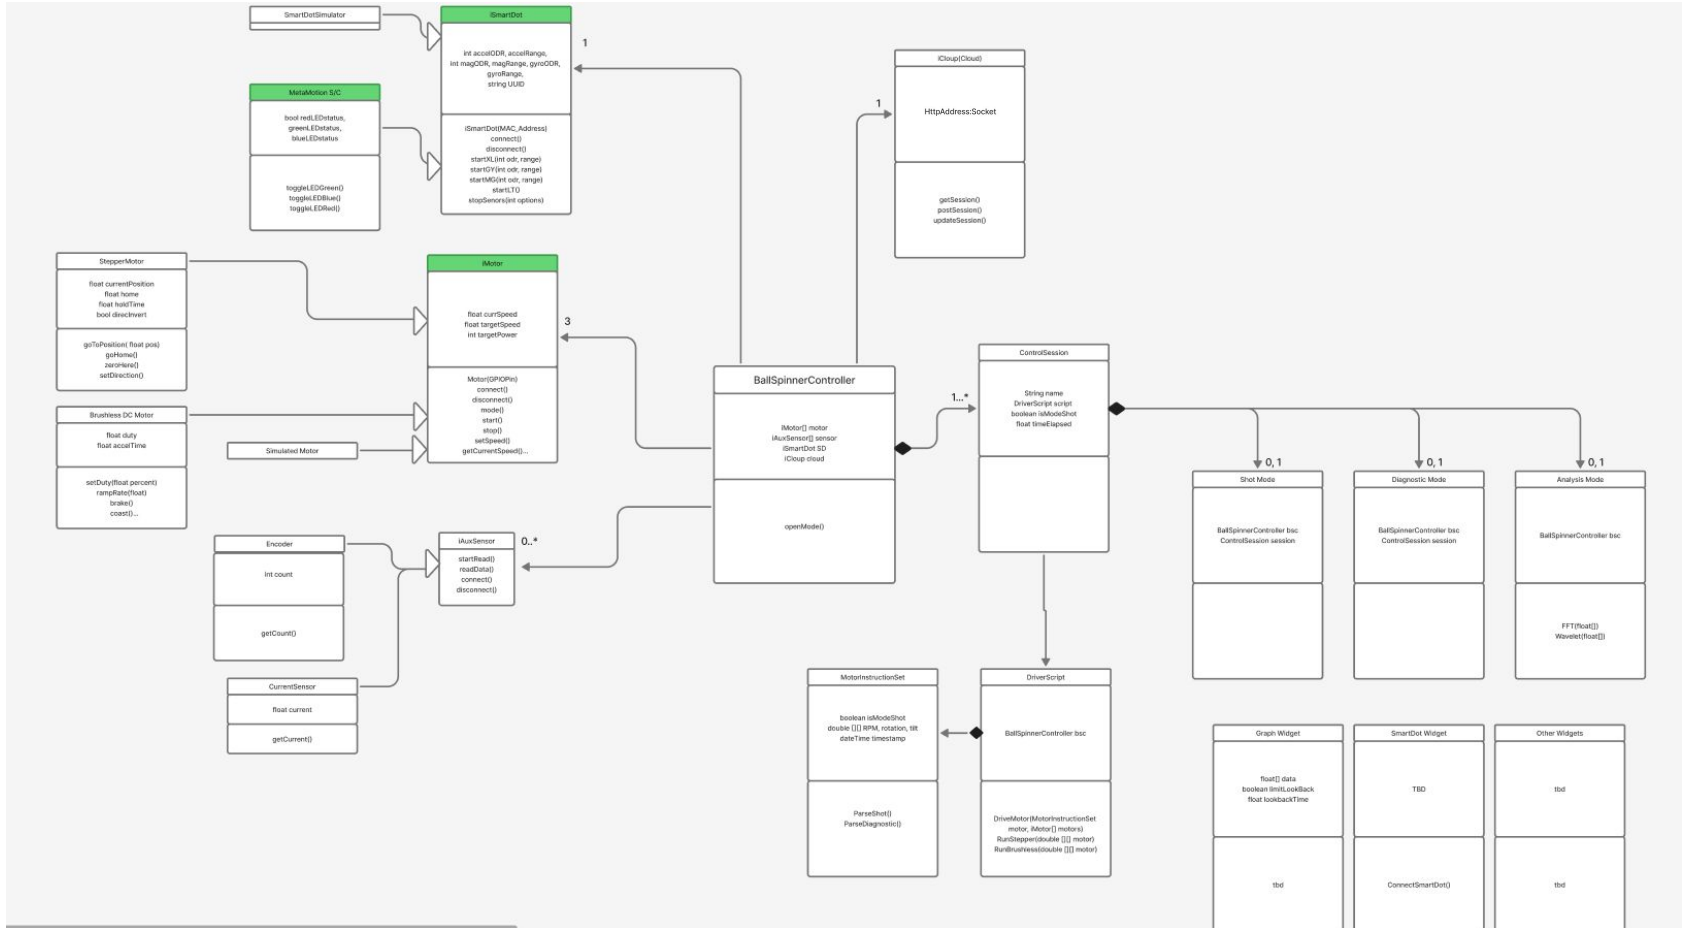 SmartDotSimulator
iSmartDot
int accelODR, accelRange,
int magODR, magRange, gyroODR,
gyroRange,
string UUID
iSmartDot(MAC_Address)
connect()
disconnect()
startXL(int odr, range)
startGY(int odr, range)
startMG(int odr, range)
startLT()
stopSenors(int options)
1
MetaMotion S/C
bool redLEDstatus,
greenLEDstatus,
blueLEDstatus
toggleLEDGreen()
toggleLEDBlue()
toggleLEDRed()
iCloup(Cloud)
HttpAddress:Socket
getSession()
postSession()
updateSession()
1
StepperMotor
float currentPosition
float home
float holdTime
bool direcInvert
goToPosition( float pos)
goHome()
zeroHere()
setDirection()
iMotor
float currSpeed
float targetSpeed
int targetPower
Motor(GPIOPin)
connect()
disconnect()
mode()
start()
stop()
setSpeed()
getCurrentSpeed()...
3
Brushless DC Motor
float duty
float accelTime
setDuty(float percent)
rampRate(float)
brake()
coast()...
Simulated Motor
BallSpinnerController
iMotor[] motor
iAuxSensor[] sensor
iSmartDot SD
iCloup cloud
openMode()
1...*
ControlSession
String name
DriverScript script
boolean isModeShot
float timeElapsed
0, 1
Shot Mode
BallSpinnerController bsc
ControlSession session
0, 1
Diagnostic Mode
BallSpinnerController bsc
ControlSession session
0, 1
Analysis Mode
BallSpinnerController bsc
FFT(float[])
Wavelet(float[])
Encoder
int count
getCount()
iAuxSensor
startRead()
readData()
connect()
disconnect()
0..*
CurrentSensor
float current
getCurrent()
MotorInstructionSet
boolean isModeShot
double [][] RPM, rotation, tilt
dateTime timestamp
ParseShot()
ParseDiagnostic()
DriverScript
BallSpinnerController bsc
DriveMotor(MotorInstructionSet
motor, iMotor[] motors)
RunStepper(double [][] motor)
RunBrushless(double [][] motor)
Graph Widget
float[] data
boolean limitLookBack
float lookbackTime
tbd
SmartDot Widget
TBD
ConnectSmartDot()
Other Widgets
tbd
tbd